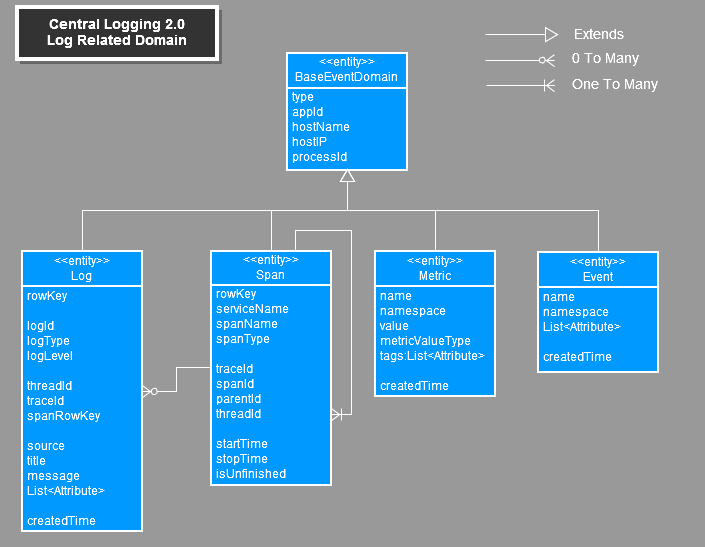 Central Logging 2.0
Log Related Domain
Extends
0 To Many
One To Many
<<entity>>
BaseEventDomain
type
appId
hostName
hostIP
processId
<<entity>>
Log
rowKey
logId
logType
logLevel
threadId
traceId
spanRowKey
source
title
message
List<Attribute>
createdTime
<<entity>>
Span
rowKey
serviceName
spanName
spanType
traceId
spanId
parentId
threadId
startTime
stopTime
isUnfinished
<<entity>>
Metric
name
namespace
value
metricValueType
tags:List<Attribute>
createdTime
<<entity>>
Event
name
namespace
List<Attribute>
createdTime